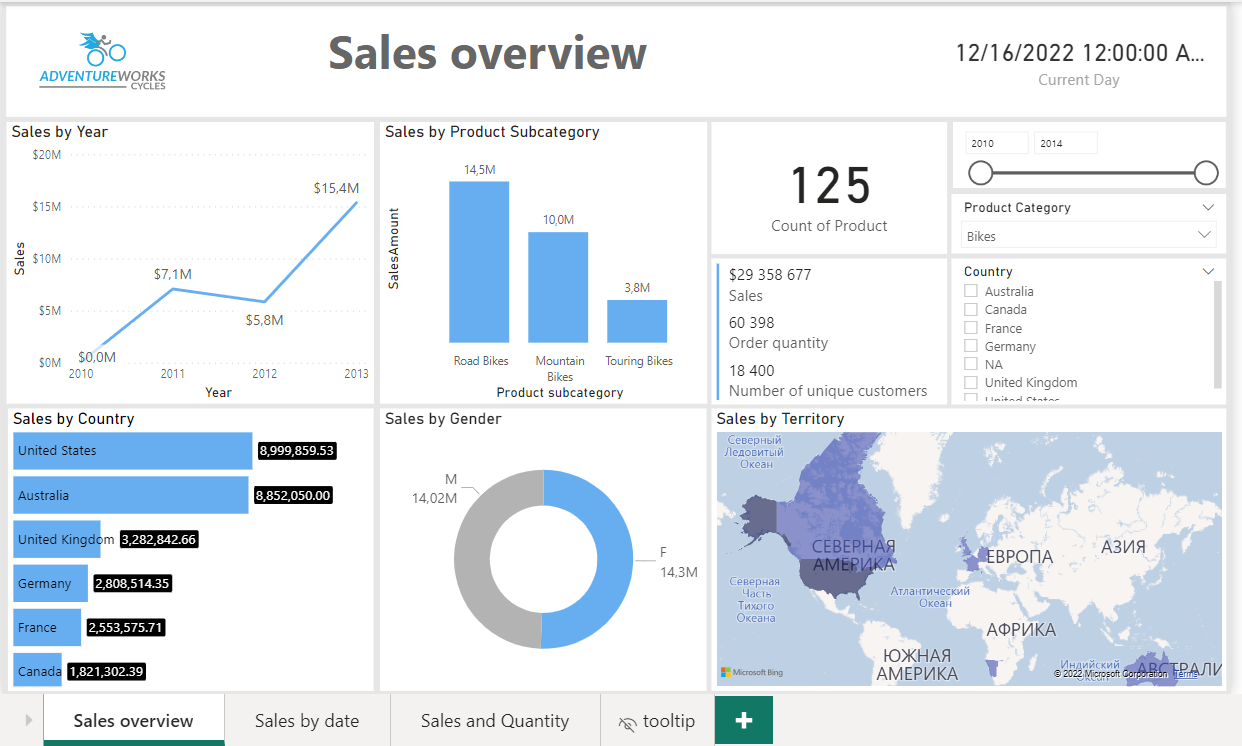 ADVENTUREWORKS
CYCLES
Sales overview
12/16/2022 12:00:00 A...
Current Day
Sales by Year
$20M
$15M
$10M
$5M
$0M
Sales
$0,0M
$7,1M
$5,8M
$15,4M
2010
2011
2012
2013
Year
Sales by Product Subcategory
SalesAmount
14,5M
10,0M
3,8M
Road Bikes
Mountain
Bikes
Touring Bikes
Product subcategory
125
Count of Product
$29 358 677
Sales
60 398
Order quantity
18 400
Number of unique customers
2010
2014
Product Category
Bikes
Country
Australia
Canada
France
Germany
NA
United Kingdom
United States
Sales by Country
United States 8,999,859.53
Australia 8,852,050.00
United Kingdom 3,282,842.66
Germany 2,808,514.35
France 2,553,575.71
Canada 1,821,302.39
Sales by Gender
M
14,02M
F
14,3M
Sales by Territory
Северный
Ледовитый
Океан
СЕВЕРНАЯ
АМЕРИКА
ЕВРОПА
АЗИЯ
Северная
Часть
Тихого
Океана
Атлантический
Океан
АФРИКА
ЮЖНАЯ
АМЕРИКА
Индийский
Океан
АВСТРАЛИ
Microsoft Bing
© 2022 Microsoft Corporation Terms
Sales overview
Sales by date
Sales and Quantity
tooltip
+